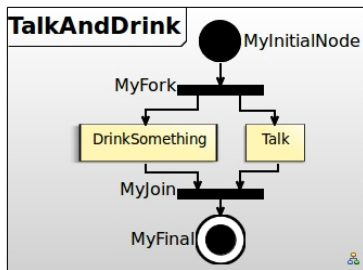 TalkAndDrink
MyInitialNode
MyFork
DrinkSomething
Talk
MyJoin
MyFinal